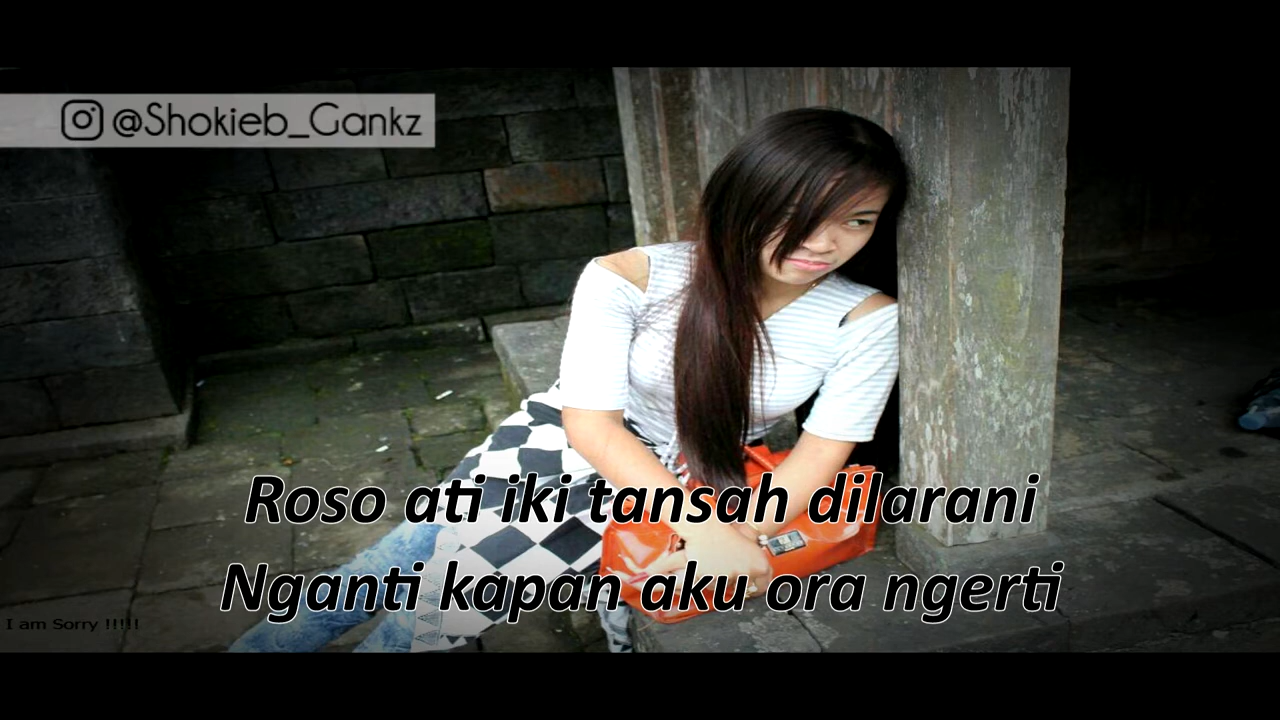 @Shokieb_Gankz
Roso ati iki tansah dilarani
Nganti kapan aku ora ngerti
I am Sorry !!!!!